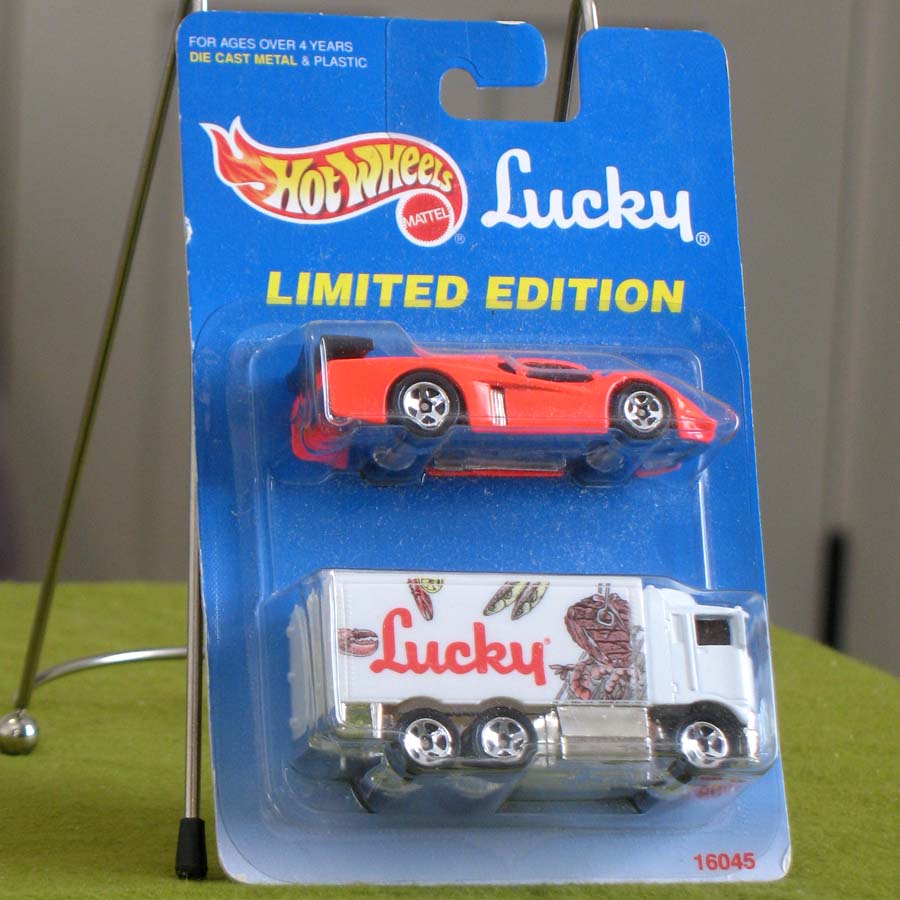 FOR AGES OVER 4 YEARS
DIE CAST METAL & PLASTIC
HOT WHEELS
MATTEL
®
Lucky®
LIMITED EDITION
Lucky®
16045